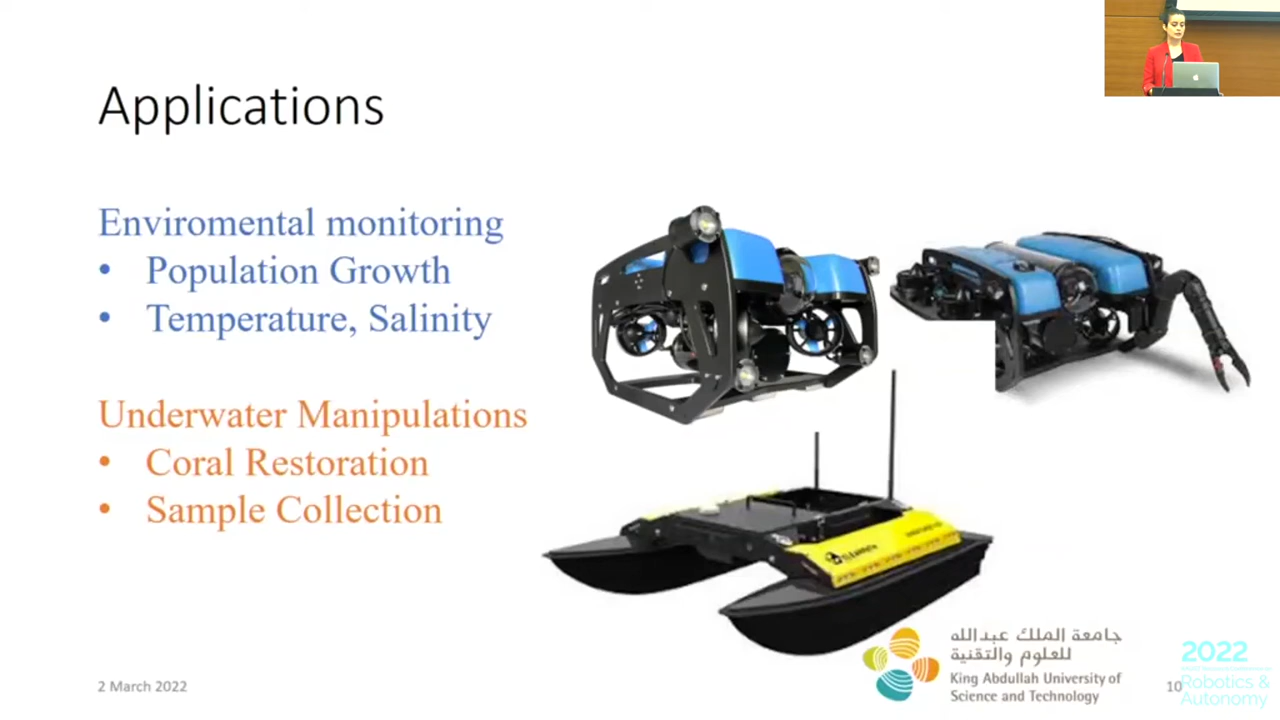 Applications
Enviromental monitoring
• Population Growth
• Temperature, Salinity
Underwater Manipulations
• Coral Restoration
• Sample Collection
جامعة الملك عبدالله
للعلوم والتقنية
King Abdullah University of
Science and Technology
2 March 2022
10
2022
Robotics &
Autonomy